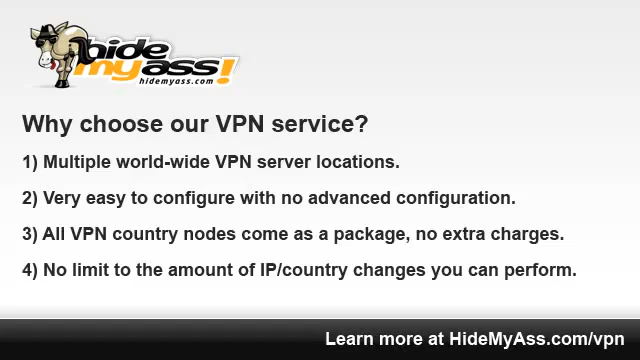 hide
my ass!
hidemyass.com
Why choose our VPN service?
1) Multiple world-wide VPN server locations.
2) Very easy to configure with no advanced configuration.
3) All VPN country nodes come as a package, no extra charges.
4) No limit to the amount of IP/country changes you can perform.
Learn more at HideMyAss.com/vpn